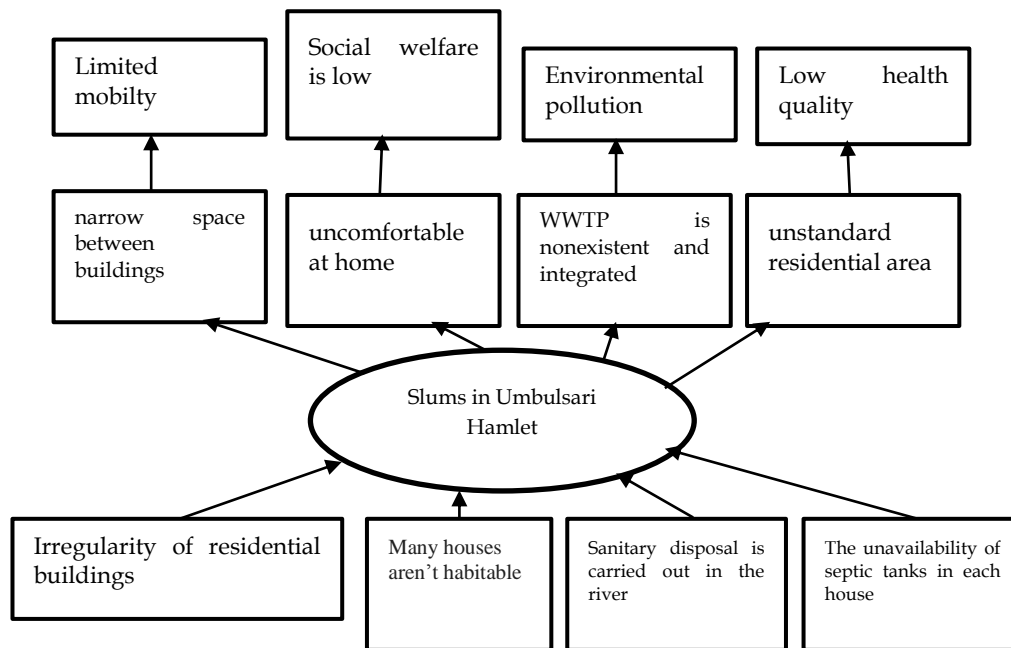 Limited
mobilty
Social welfare
is low
Environmental
pollution
Low health
quality
narrow space
between
buildings
uncomfortable
at home
WWTP is
nonexistent and
integrated
unstandard
residential area
Slums in Umbulsari
Hamlet
Irregularity of residential
buildings
Many houses
aren't habitable
Sanitary disposal is
carried out in the
river
The unavailability of
septic tanks in each
house